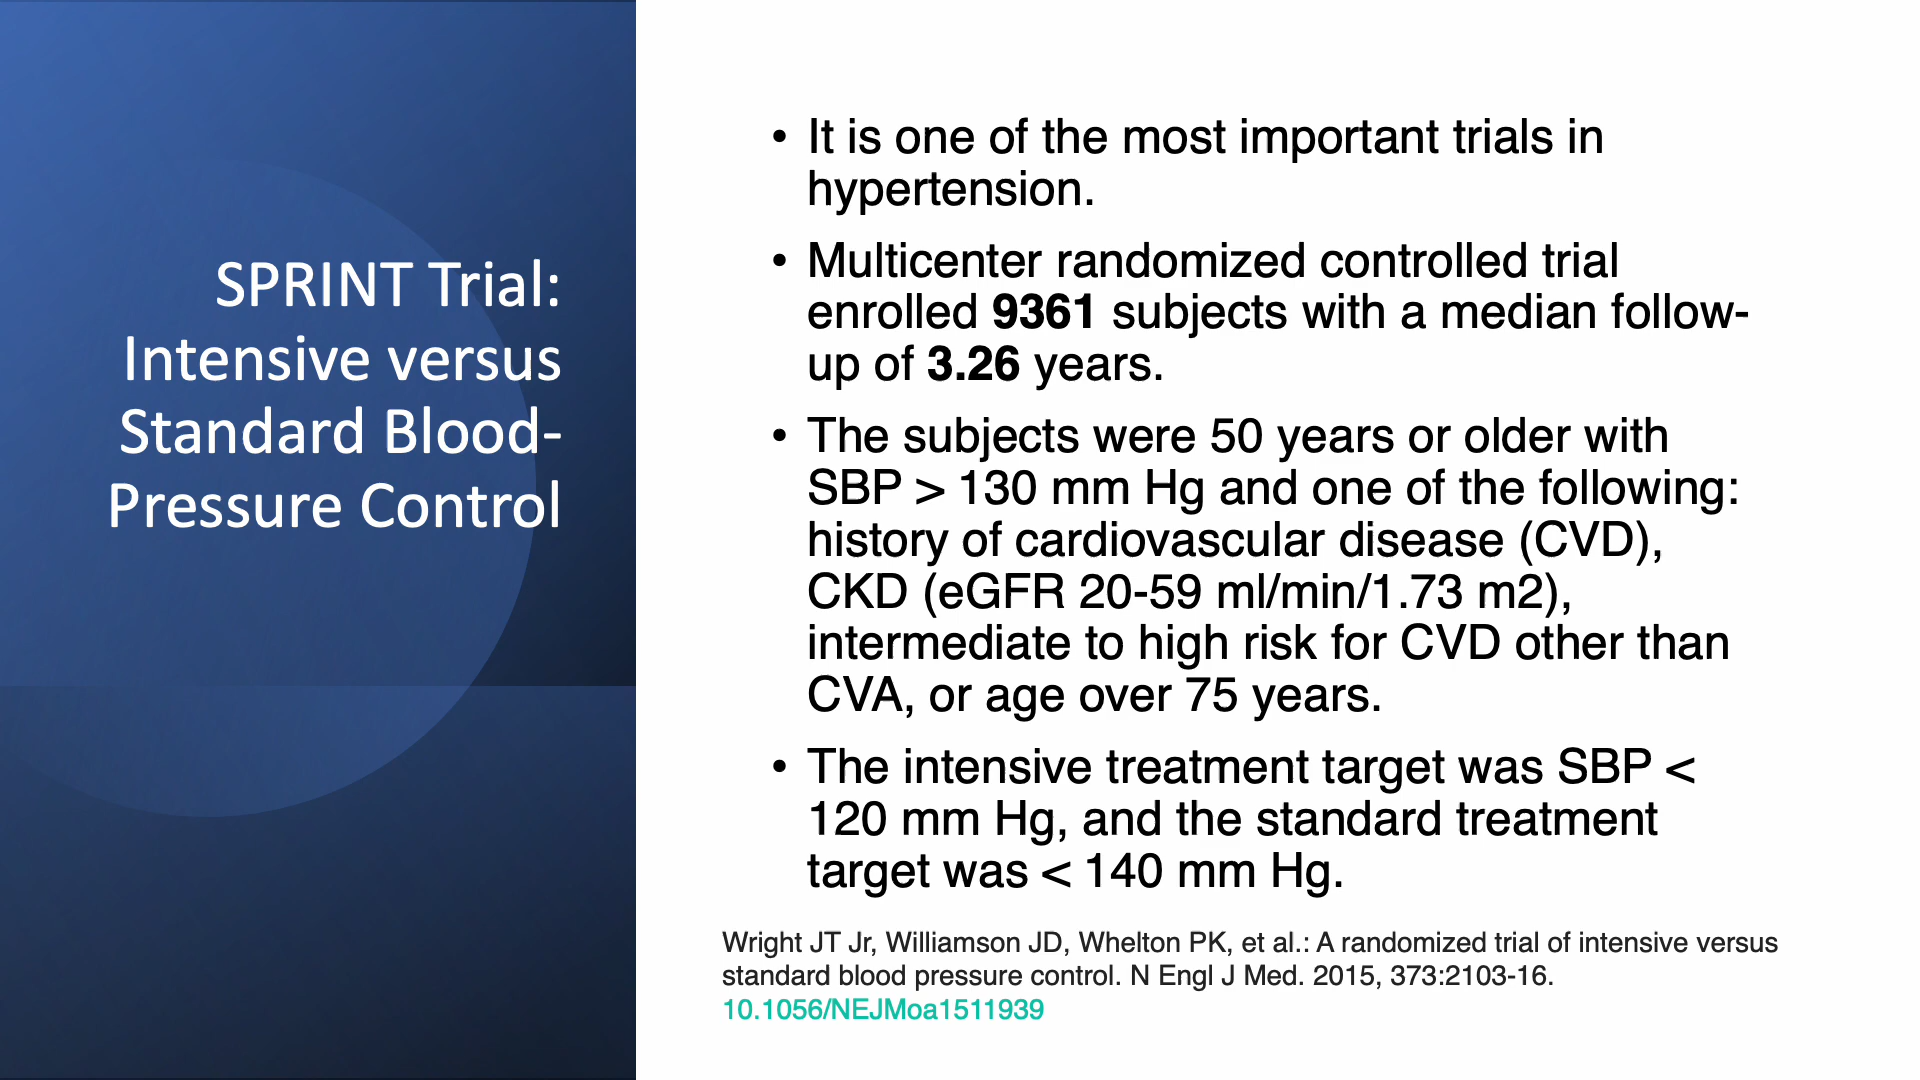 SPRINT Trial:
Intensive versus
Standard Blood-
Pressure Control
• It is one of the most important trials in
hypertension.
• Multicenter randomized controlled trial
enrolled 9361 subjects with a median follow-
up of 3.26 years.
• The subjects were 50 years or older with
SBP > 130 mm Hg and one of the following:
history of cardiovascular disease (CVD),
CKD (eGFR 20-59 ml/min/1.73 m2),
intermediate to high risk for CVD other than
CVA, or age over 75 years.
• The intensive treatment target was SBP <
120 mm Hg, and the standard treatment
target was < 140 mm Hg.
Wright JT Jr, Williamson JD, Whelton PK, et al.: A randomized trial of intensive versus
standard blood pressure control. N Engl J Med. 2015, 373:2103-16.
10.1056/NEJMoa1511939